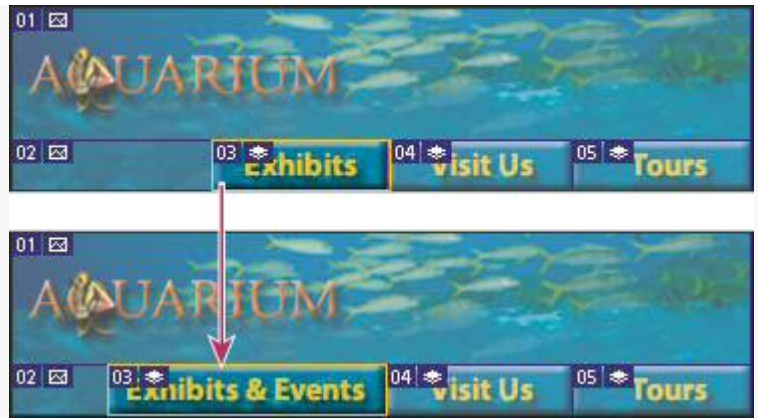 01
AQUARIUM
02 03 Exhibits 04 Visit Us 05 Tours
01
AQUARIUM
02 03 Exhibits & Events 04 Visit Us 05 Tours